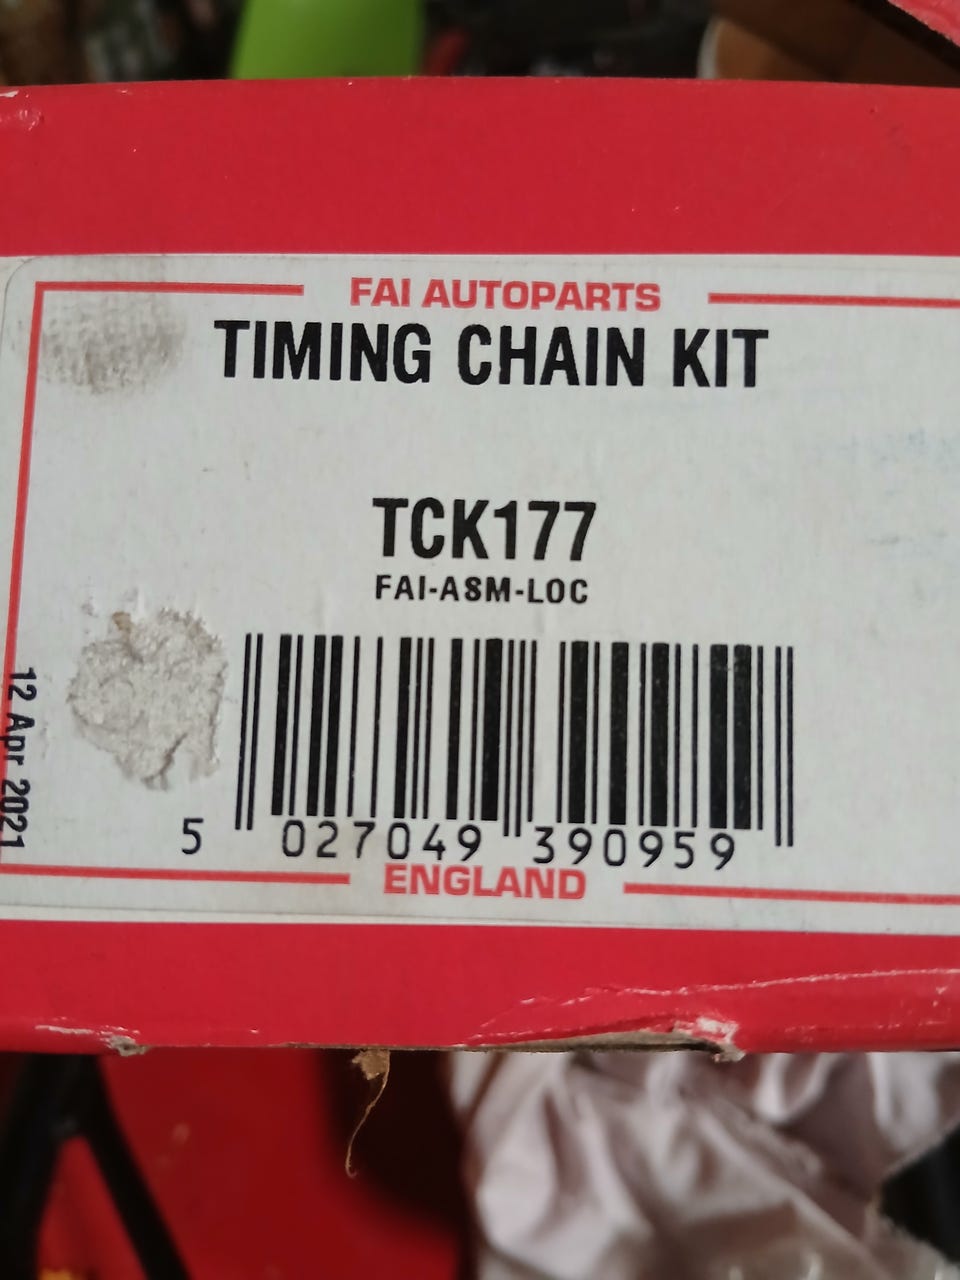 FAI AUTOPARTS
TIMING CHAIN KIT
TCK177
FAI-ASM-LOC
12 Apr 2021
5 027049 390959
ENGLAND